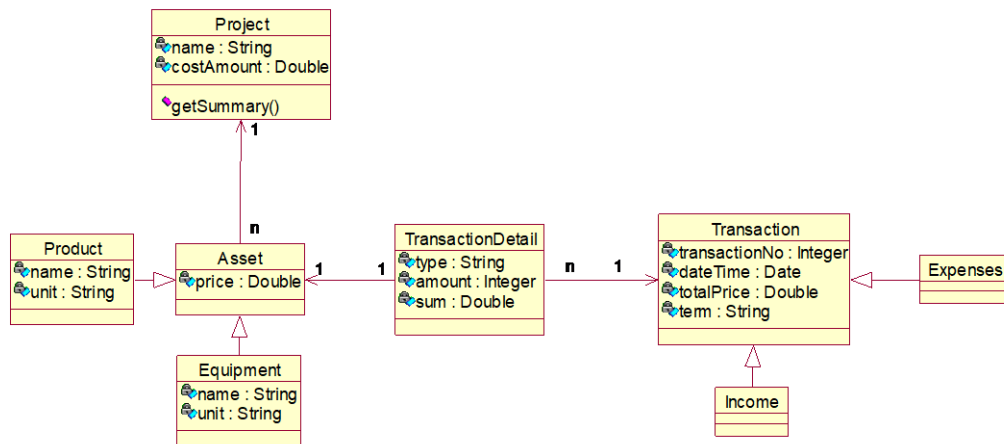 Project
name : String
costAmount : Double
getSummary()
1
n
Product
name : String
unit : String
Asset
price : Double
1
1
TransactionDetail
type : String
amount : Integer
sum : Double
n
1
Transaction
transactionNo : Integer
dateTime : Date
totalPrice : Double
term : String
Expenses
Equipment
name : String
unit : String
Income